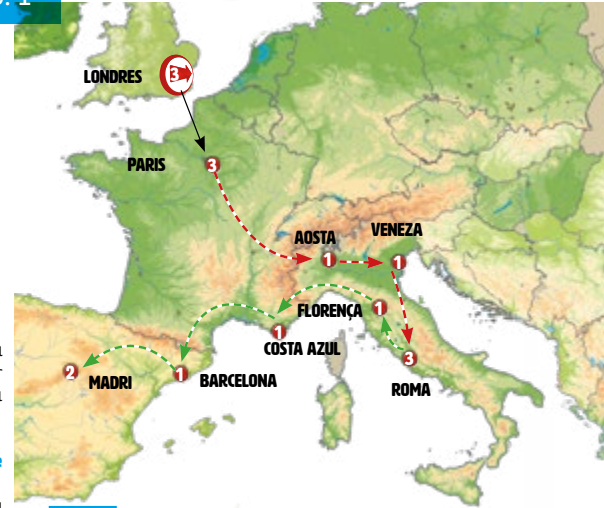 LONDRES
3
PARIS
3
AOSTA
1
VENEZA
1
FLORENÇA
1
COSTA AZUL
1
ROMA
3
BARCELONA
1
MADRI
2